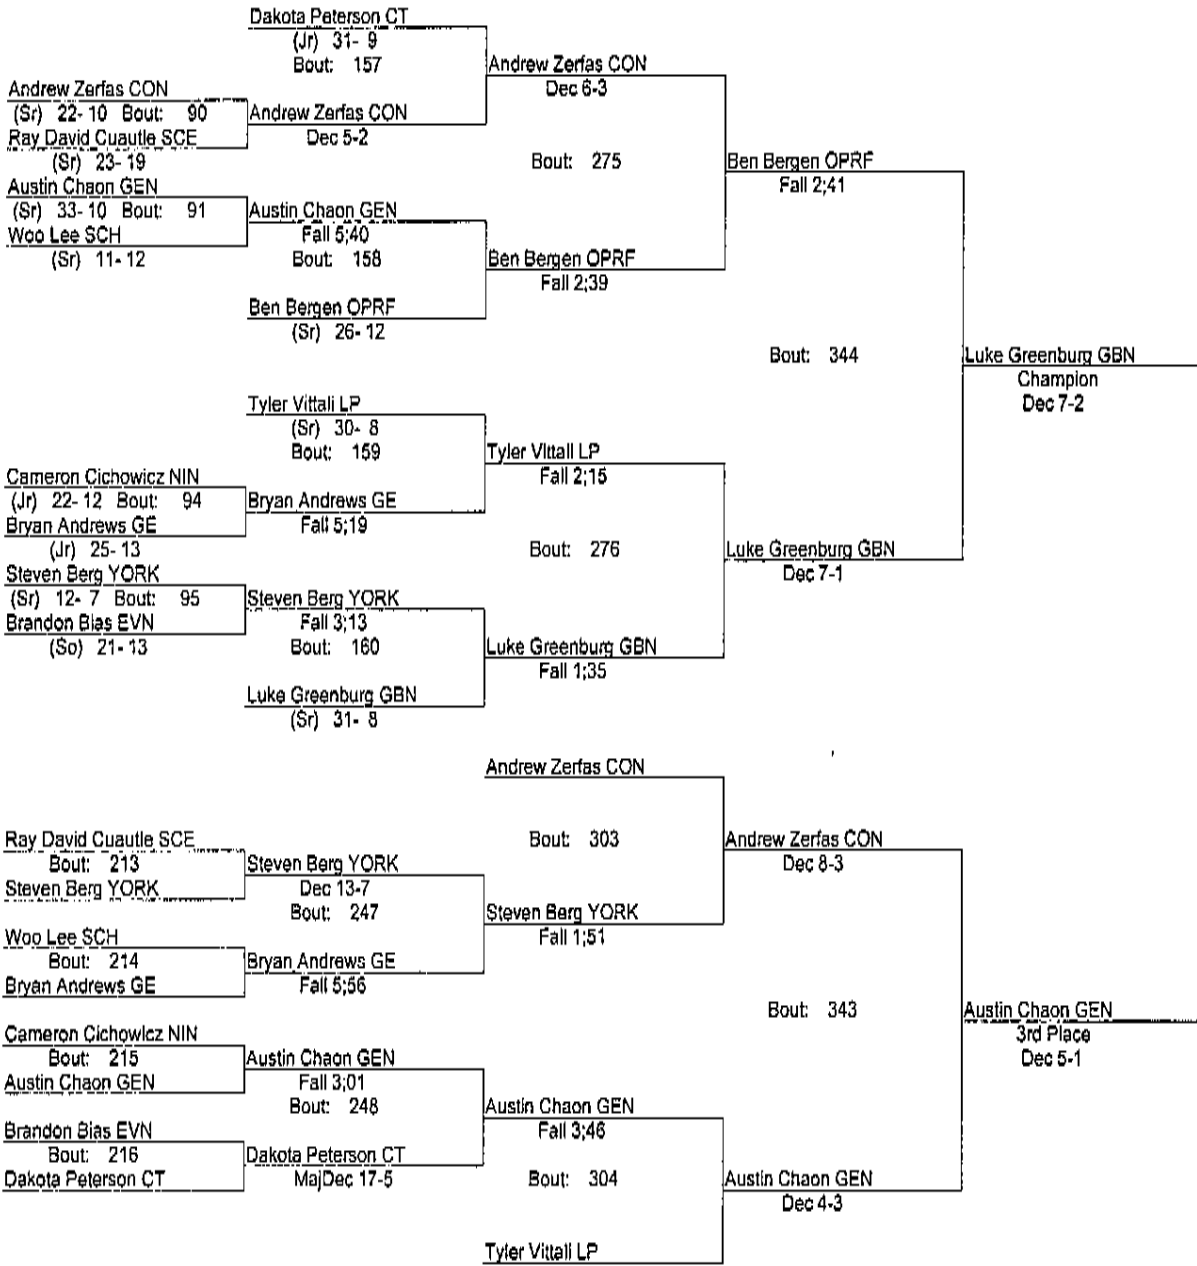 Dakota Peterson CT
(Jr) 31- 9
Bout: 157
Andrew Zerfas CON
Dec 6-3
Andrew Zerfas CON
(Sr) 22- 10 Bout: 90
Andrew Zerfas CON
Dec 5-2
Ray David Cuautle SCE
(Sr) 23- 19
Bout: 275
Ben Bergen OPRF
Fall 2;41
Austin Chaon GEN
(Sr) 33- 10 Bout: 91
Austin Chaon GEN
Fall 5;40
Woo Lee SCH
(Sr) 11- 12
Bout: 158
Ben Bergen OPRF
Fall 2;39
Ben Bergen OPRF
(Sr) 26- 12
Bout: 344
Luke Greenburg GBN
Champion
Dec 7-2
Tyler Vittali LP
(Sr) 30- 8
Bout: 159
Tyler Vittali LP
Fall 2;15
Cameron Cichowicz NIN
(Jr) 22- 12 Bout: 94
Bryan Andrews GE
Fall 5;19
Bryan Andrews GE
(Jr) 25- 13
Bout: 276
Luke Greenburg GBN
Dec 7-1
Steven Berg YORK
(Sr) 12- 7 Bout: 95
Steven Berg YORK
Fall 3;13
Brandon Bias EVN
(So) 21- 13
Bout: 160
Luke Greenburg GBN
Fall 1;35
Luke Greenburg GBN
(Sr) 31- 8
Andrew Zerfas CON
Ray David Cuautle SCE
Bout: 213
Steven Berg YORK
Bout: 303
Andrew Zerfas CON
Dec 8-3
Steven Berg YORK
Dec 13-7
Bout: 247
Steven Berg YORK
Fall 1;51
Woo Lee SCH
Bout: 214
Bryan Andrews GE
Bryan Andrews GE
Fall 5;56
Bout: 343
Austin Chaon GEN
3rd Place
Dec 5-1
Cameron Cichowicz NIN
Bout: 215
Austin Chaon GEN
Austin Chaon GEN
Fall 3;01
Bout: 248
Austin Chaon GEN
Fall 3;46
Brandon Bias EVN
Bout: 216
Dakota Peterson CT
Dakota Peterson CT
MajDec 17-5
Bout: 304
Austin Chaon GEN
Dec 4-3
Tyler Vittali LP